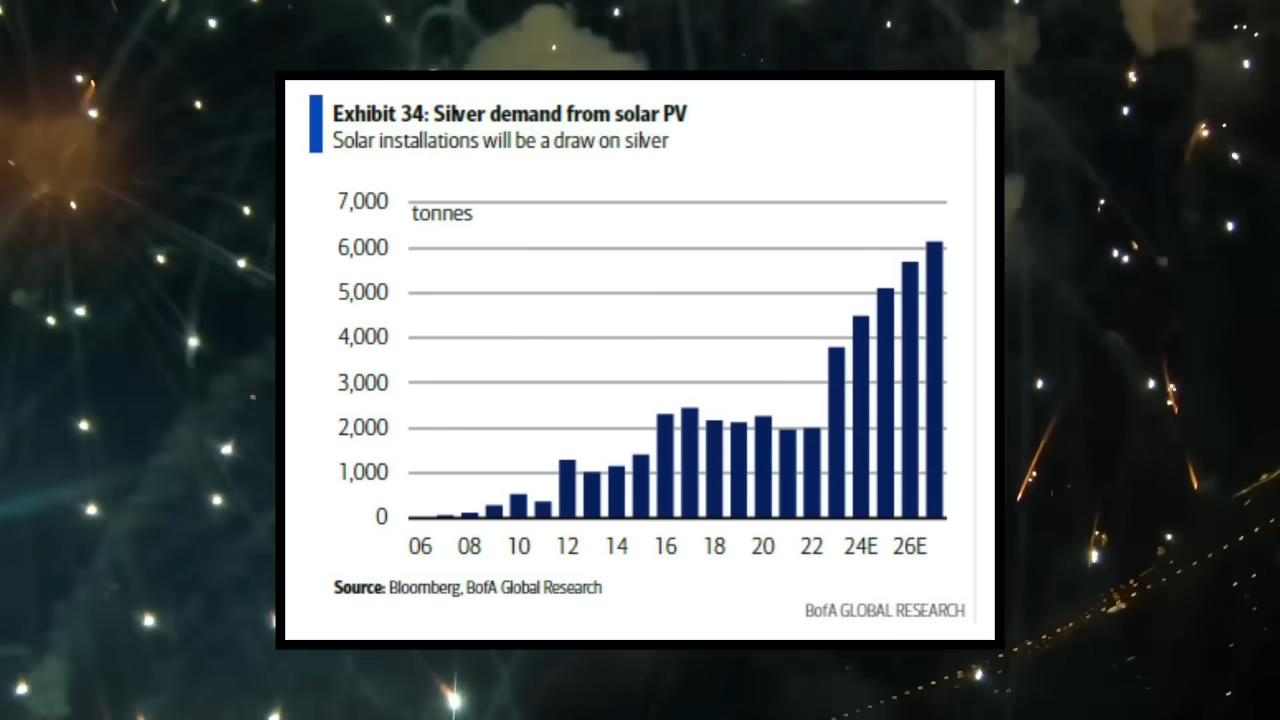 Exhibit 34: Silver demand from solar PV
Solar installations will be a draw on silver
7,000
tonnes
6,000
5,000
4,000
3,000
2,000
1,000
0
06 08 10 12 14 16 18 20 22 24E 26E
Source: Bloomberg, BofA Global Research
BofA GLOBAL RESEARCH